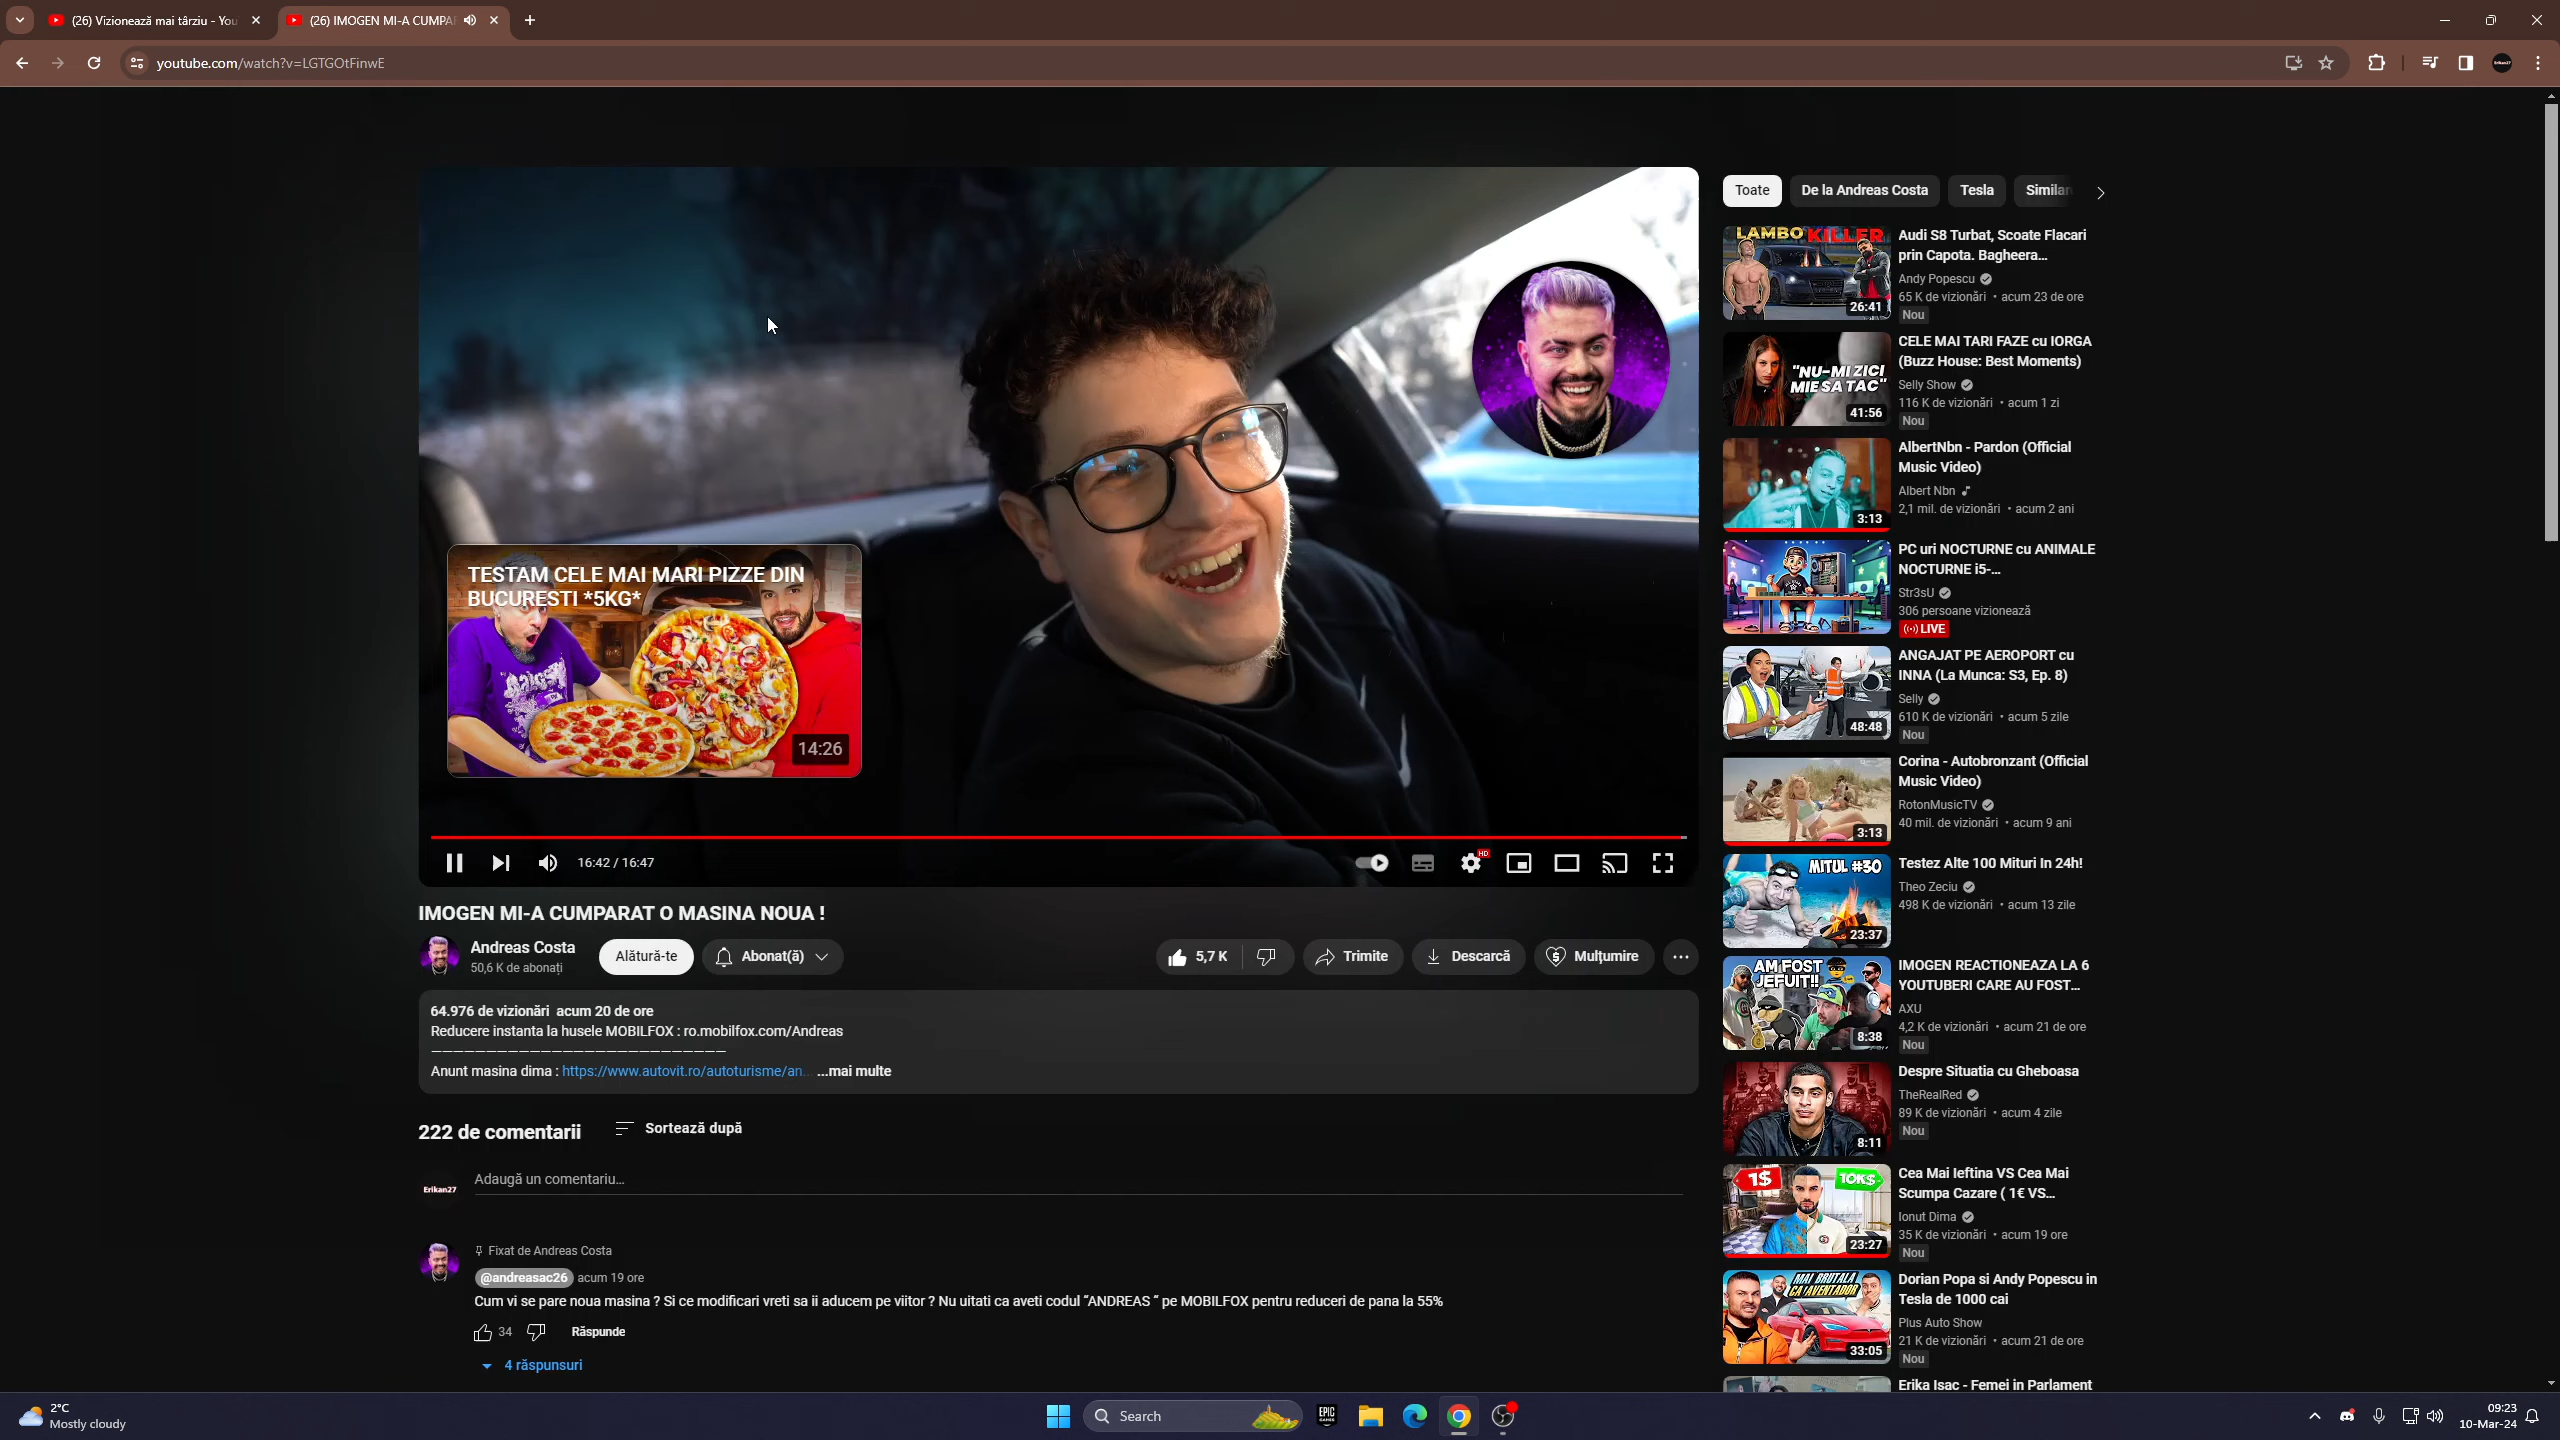 (26) Vizionează mai târziu - You
(26) IMOGEN MI-A CUMPA
youtube.com/watch?v=LGTGOtFinwE
Toate
De la Andreas Costa
Tesla
Similar
TESTAM CELE MAI MARI PIZZE DIN
BUCURESTI *5KG*
14:26
16:42 / 16:47
HD
IMOGEN MI-A CUMPARAT O MASINA NOUA !
Andreas Costa
50,6 K de abonați
Alătură-te
Abonat(ă)
5,7 K
Trimite
Descarcă
Mulțumire
64.976 de vizionări acum 20 de ore
Reducere instanta la husele MOBILFOX : ro.mobilfox.com/Andreas
———————————————————————————
Anunt masina dima : https://www.autovit.ro/autoturisme/an... ...mai multe
222 de comentarii
Sortează după
Erikan27
Adaugă un comentariu...
Fixat de Andreas Costa
@andreasac26 acum 19 ore
Cum vi se pare noua masina ? Si ce modificari vreti sa ii aducem pe viitor ? Nu uitati ca aveti codul “ANDREAS “ pe MOBILFOX pentru reduceri de pana la 55%
34
Răspunde
4 răspunsuri
LAMBO KILLER
26:41
Audi S8 Turbat, Scoate Flacari
prin Capota. Bagheera...
Andy Popescu
65 K de vizionări • acum 23 de ore
Nou
"NU-MI ZICI
MIE SA TAC"
41:56
CELE MAI TARI FAZE cu IORGA
(Buzz House: Best Moments)
Selly Show
116 K de vizionări • acum 1 zi
Nou
3:13
AlbertNbn - Pardon (Official
Music Video)
Albert Nbn
2,1 mil. de vizionări • acum 2 ani
PC uri NOCTURNE cu ANIMALE
NOCTURNE i5-...
Str3sU
306 persoane vizionează
LIVE
48:48
ANGAJAT PE AEROPORT cu
INNA (La Munca: S3, Ep. 8)
Selly
610 K de vizionări • acum 5 zile
Nou
3:13
Corina - Autobronzant (Official
Music Video)
RotonMusicTV
40 mil. de vizionări • acum 9 ani
MITUL #30
23:37
Testez Alte 100 Mituri In 24h!
Theo Zeciu
498 K de vizionări • acum 13 zile
AM FOST
JEFUIT!!
8:38
IMOGEN REACTIONEAZA LA 6
YOUTUBERI CARE AU FOST...
AXU
4,2 K de vizionări • acum 21 de ore
Nou
8:11
Despre Situatia cu Gheboasa
TheRealRed
89 K de vizionări • acum 4 zile
Nou
1$
10K$
23:27
Cea Mai Ieftina VS Cea Mai
Scumpa Cazare ( 1€ VS...
Ionut Dima
35 K de vizionări • acum 19 ore
Nou
MAI BRUTALA
CA AVENTADOR
33:05
Dorian Popa si Andy Popescu in
Tesla de 1000 cai
Plus Auto Show
21 K de vizionări • acum 21 de ore
Nou
Erika Isac - Femei in Parlament
2°C
Mostly cloudy
Search
EPIC
GAMES
09:23
10-Mar-24